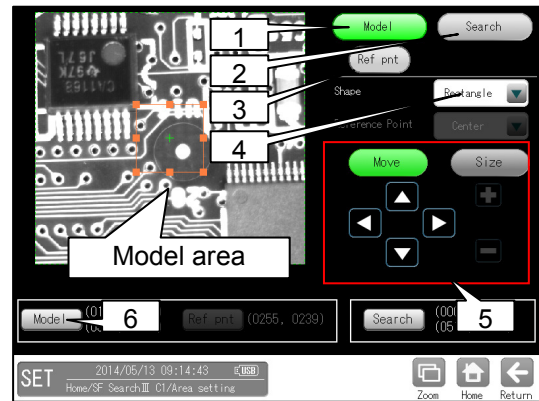 1
Model
Search
2
Ref pnt
3
Shape
Rectangle
4
Reference Point
Center
Move
Size
CA1168
Model area
Model
6
Ref pnt (0255, 0239)
Search
5
SET
2014/05/13 09:14:43
USB
Home/SF SearchⅡ C1/Area setting
Zoom
Home
Return